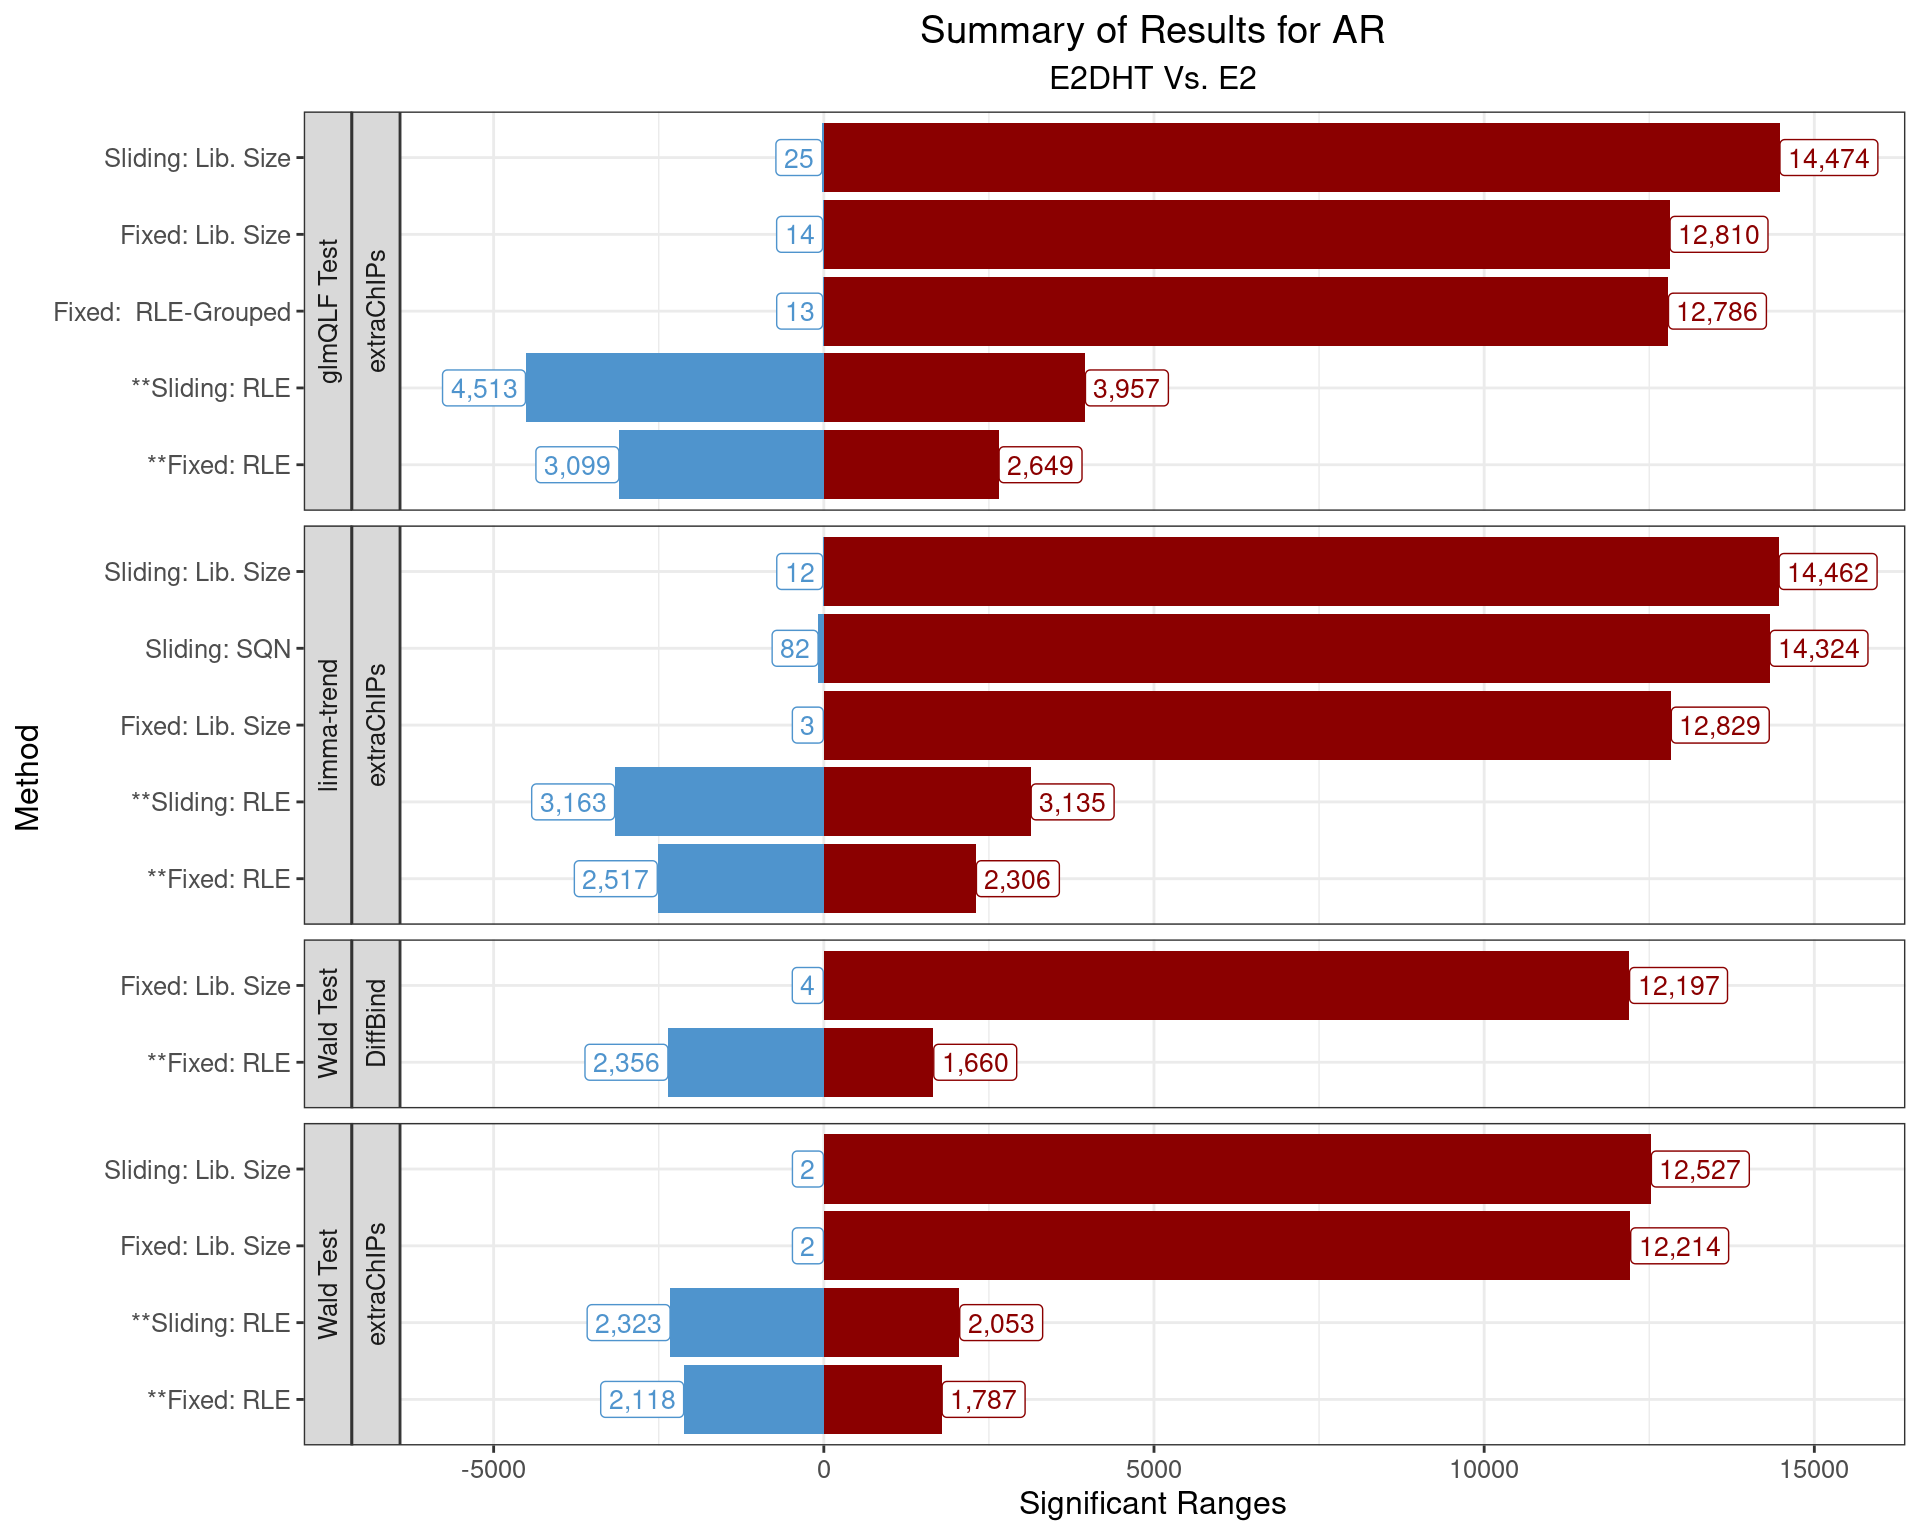 Summary of Results for AR
E2DHT Vs. E2
Method
glmQLF Test
extraChIPs
Sliding: Lib. Size 25 14,474
Fixed: Lib. Size 14 12,810
Fixed:  RLE-Grouped 13 12,786
**Sliding: RLE 4,513 3,957
**Fixed: RLE 3,099 2,649
limma-trend
extraChIPs
Sliding: Lib. Size 12 14,462
Sliding: SQN 82 14,324
Fixed: Lib. Size 3 12,829
**Sliding: RLE 3,163 3,135
**Fixed: RLE 2,517 2,306
Wald Test
DiffBind
Fixed: Lib. Size 4 12,197
**Fixed: RLE 2,356 1,660
Wald Test
extraChIPs
Sliding: Lib. Size 2 12,527
Fixed: Lib. Size 2 12,214
**Sliding: RLE 2,323 2,053
**Fixed: RLE 2,118 1,787
-5000 0 5000 10000 15000
Significant Ranges